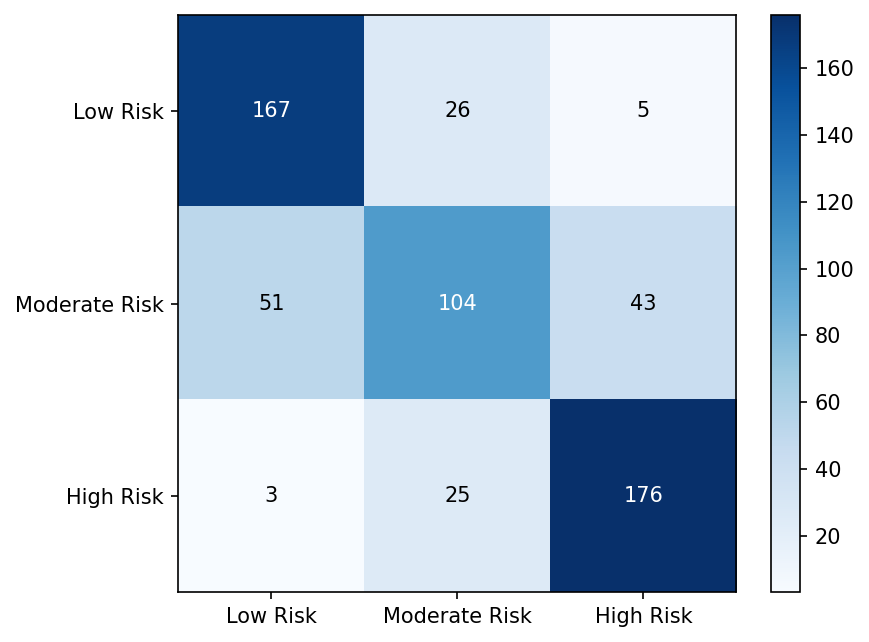 Low Risk 167 26 5
Moderate Risk 51 104 43
High Risk 3 25 176
Low Risk Moderate Risk High Risk
160
140
120
100
80
60
40
20